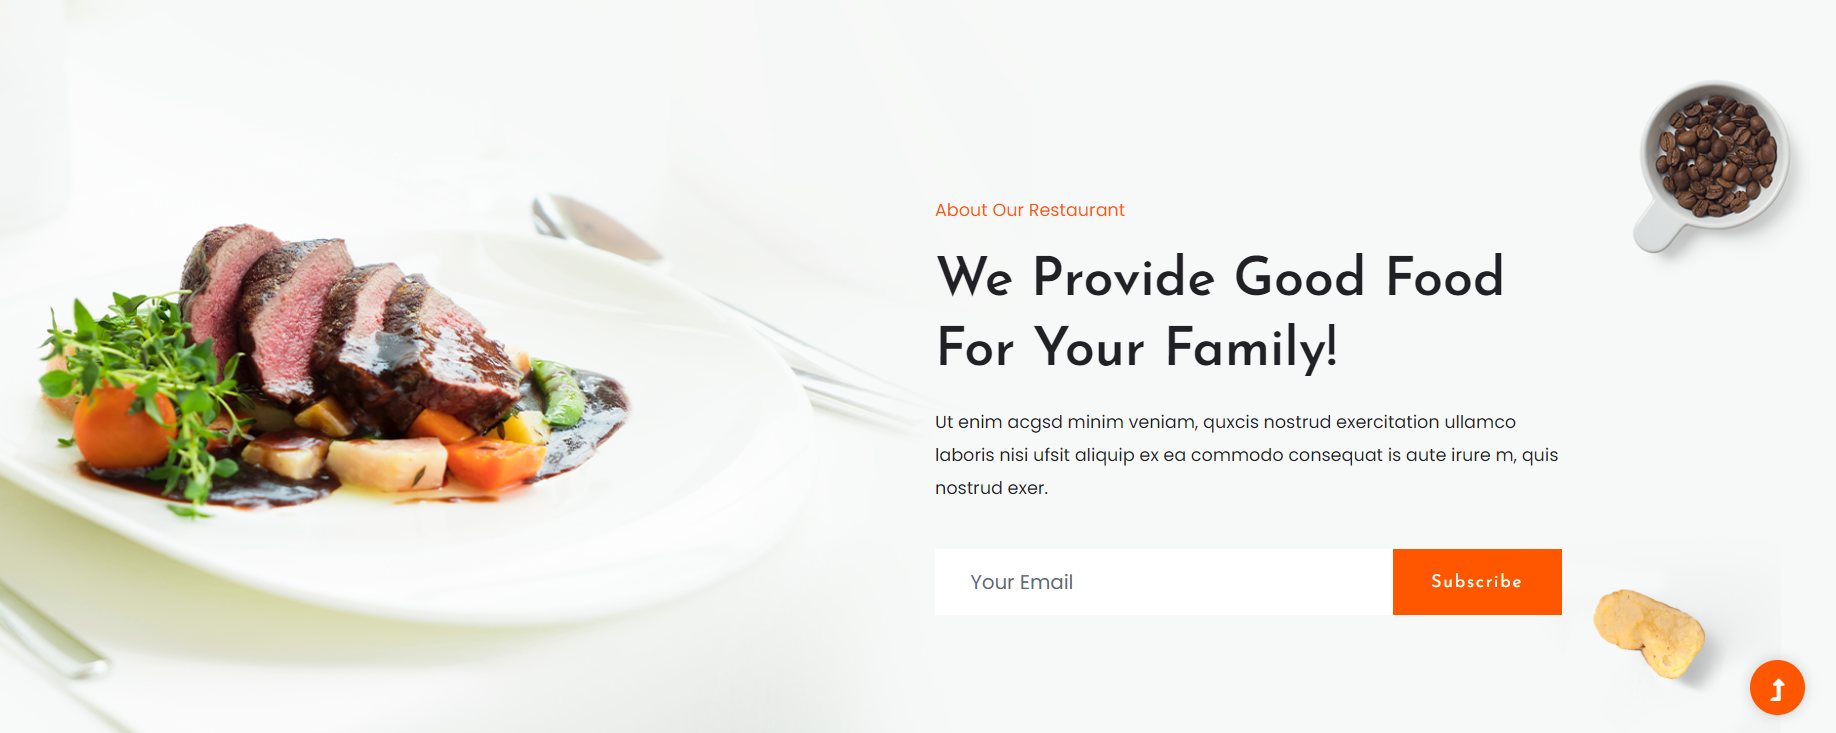 About Our Restaurant
We Provide Good Food
For Your Family!
Ut enim acgsd minim veniam, quxcis nostrud exercitation ullamco
laboris nisi ufsit aliquip ex ea commodo consequat is aute irure m, quis
nostrud exer.
Your Email
Subscribe